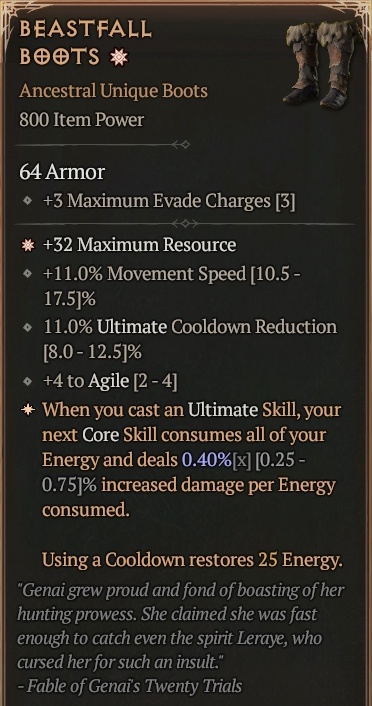 BEASTFALL
BOOTS
Ancestral Unique Boots
800 Item Power
64 Armor
+3 Maximum Evade Charges [3]
+32 Maximum Resource
+11.0% Movement Speed [10.5 -
17.5]%
11.0% Ultimate Cooldown Reduction
[8.0 - 12.5]%
+4 to Agile [2 - 4]
When you cast an Ultimate Skill, your
next Core Skill consumes all of your
Energy and deals 0.40%[x] [0.25 -
0.75]% increased damage per Energy
consumed.
Using a Cooldown restores 25 Energy.
"Genai grew proud and fond of boasting of her
hunting prowess. She claimed she was fast
enough to catch even the spirit Leraye, who
cursed her for such an insult."
- Fable of Genai's Twenty Trials